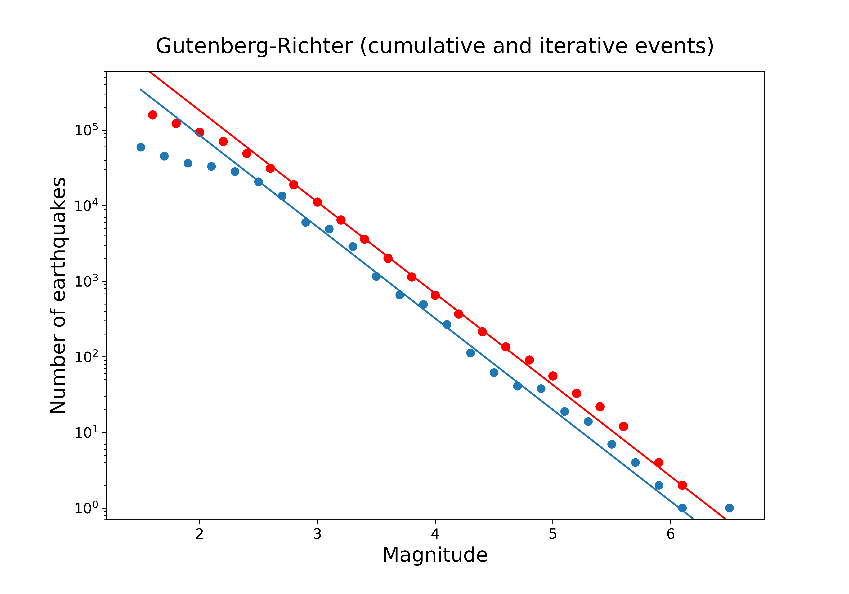 Gutenberg-Richter (cumulative and iterative events)
Number of earthquakes
10⁵
10⁴
10³
10²
10¹
10⁰
2 3 4 5 6
Magnitude